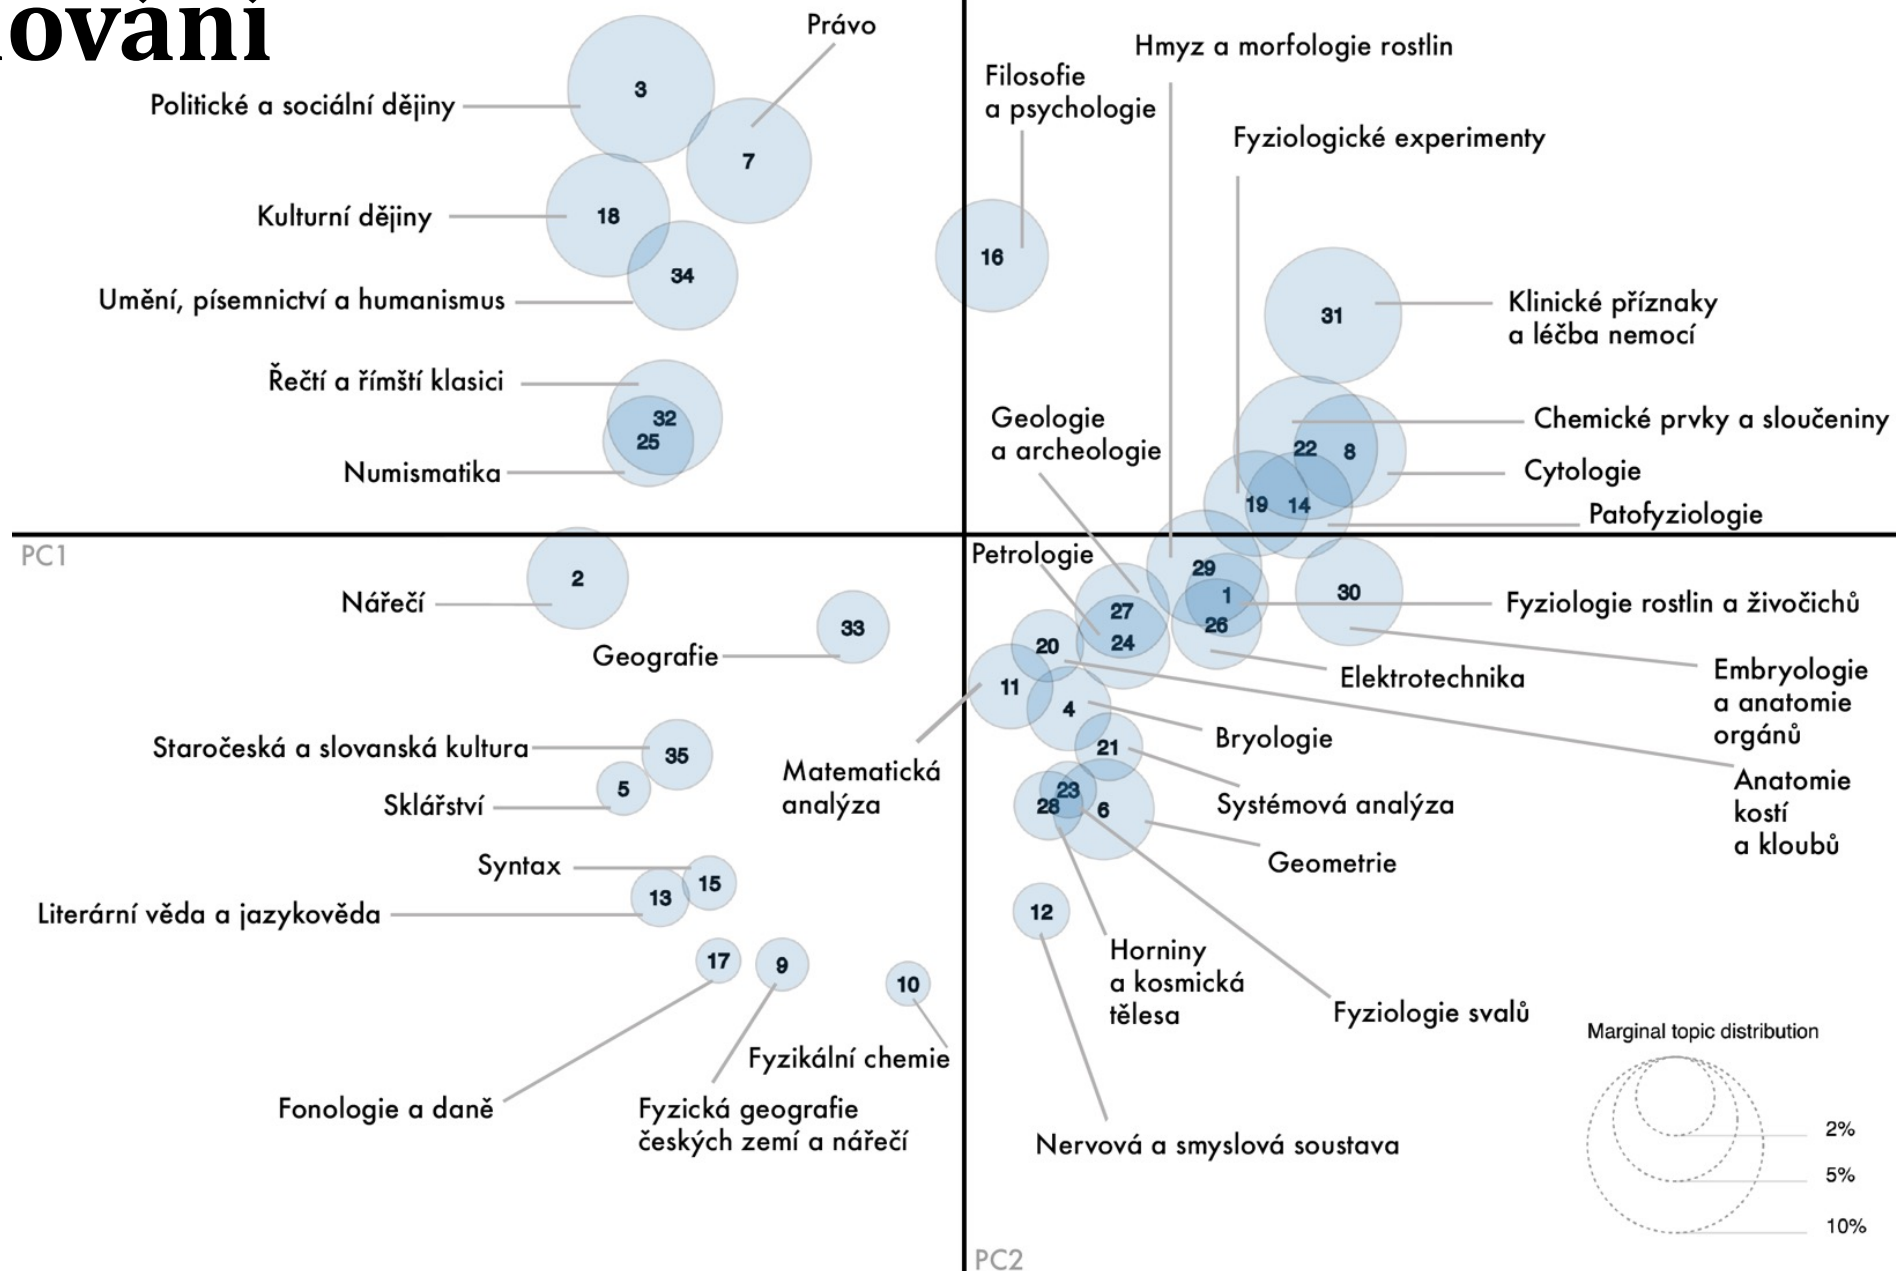 ování
Právo
Hmyz a morfologie rostlin
Filosofie
a psychologie
3
Politické a sociální dějiny
Fyziologické experimenty
7
Kulturní dějiny
18
16
34
Umění, písemnictví a humanismus
31
Klinické příznaky
a léčba nemocí
Řečtí a římští klasici
32
25
Numismatika
Geologie
a archeologie
Chemické prvky a sloučeniny
22
8
Cytologie
19
14
Patofyziologie
PC1
Petrologie
29
2
1
30
Nářečí
Fyziologie rostlin a živočichů
27
26
33
24
20
Geografie
Elektrotechnika
Embryologie
a anatomie
orgánů
11
4
Bryologie
Staročeská a slovanská kultura
35
21
5
Sklářství
Matematická
analýza
23
28
6
Systémová analýza
Anatomie
kostí
a kloubů
Geometrie
Syntax
15
13
Literární věda a jazykověda
12
17
9
10
Horniny
a kosmická
tělesa
Fyziologie svalů
Fyzikální chemie
Fonologie a daně
Fyzická geografie
českých zemí a nářečí
Nervová a smyslová soustava
Marginal topic distribution
2%
5%
10%
PC2